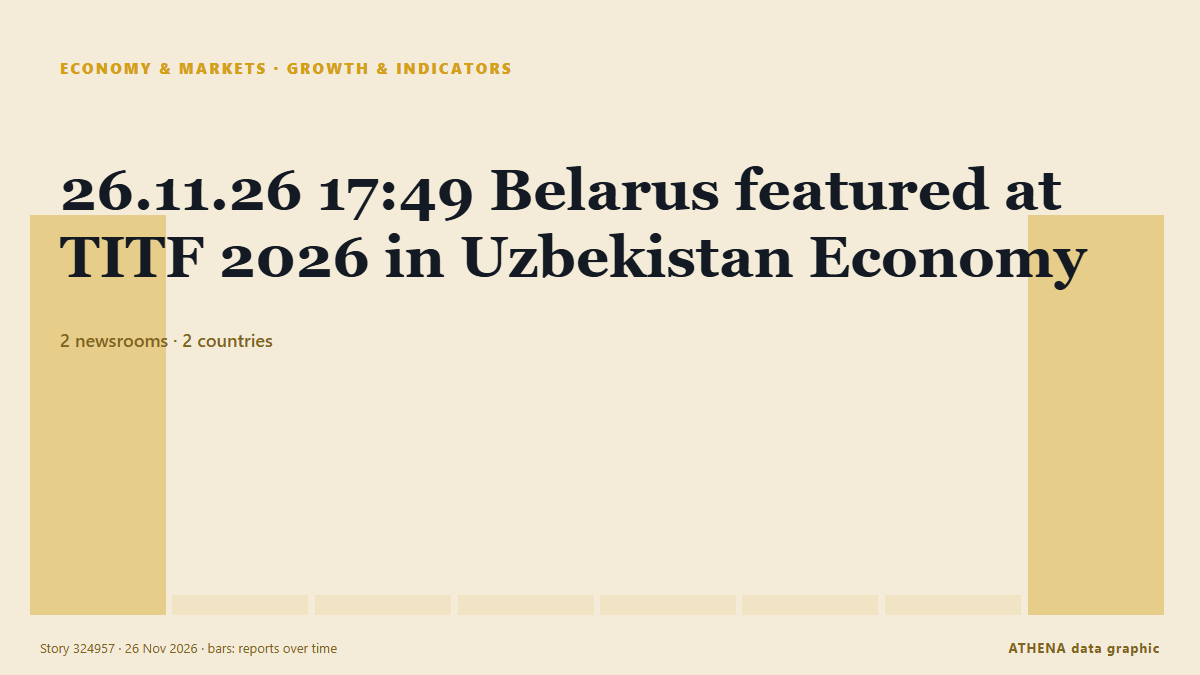 ECONOMY & MARKETS · GROWTH & INDICATORS
26.11.26 17:49 Belarus featured at
TITF 2026 in Uzbekistan Economy
2 newsrooms · 2 countries
Story 324957 · 26 Nov 2026 · bars: reports over time
ATHENA data graphic